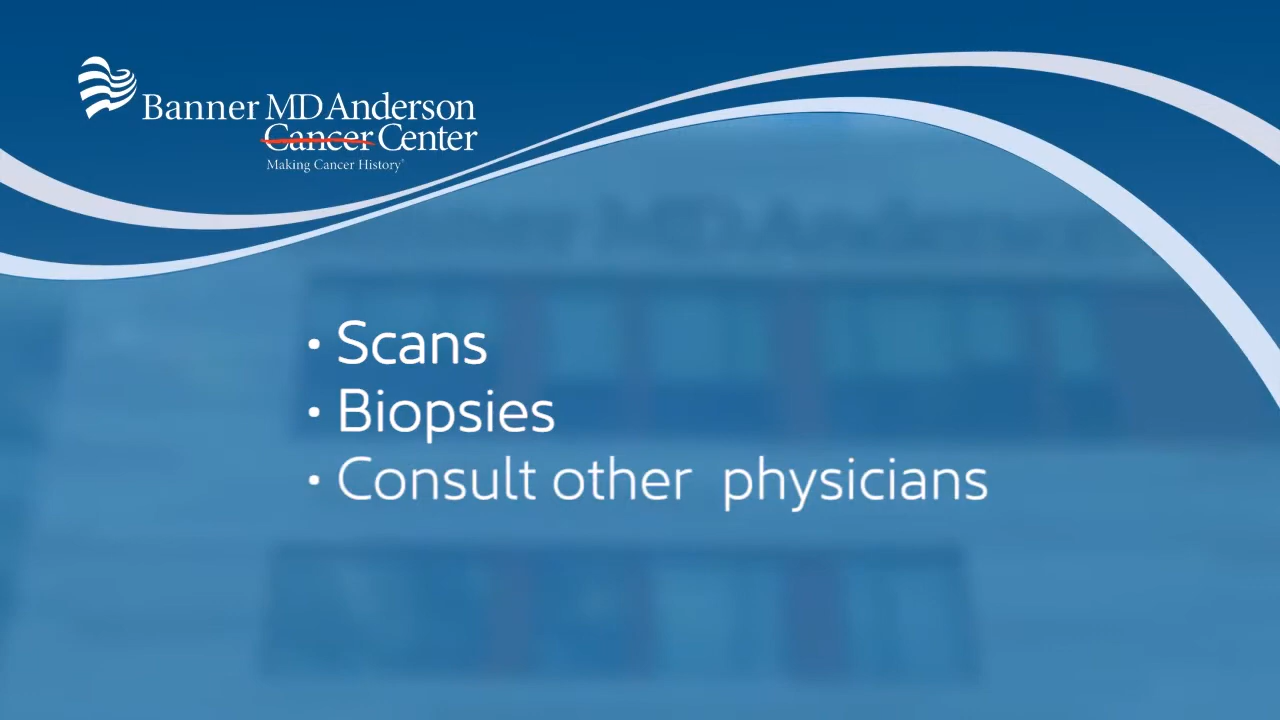 Banner MD Anderson
Cancer Center
Making Cancer History®
• Scans
• Biopsies
• Consult other physicians